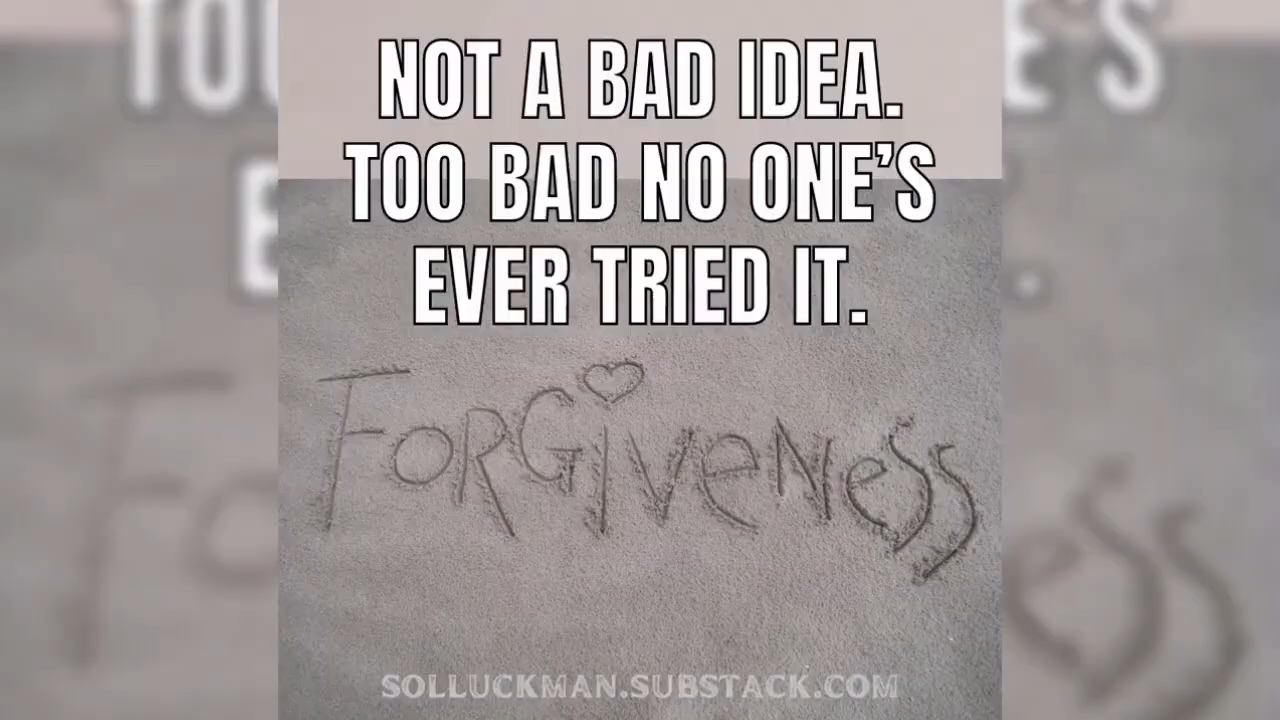 NOT A BAD IDEA.
TOO BAD NO ONE’S
EVER TRIED IT.
FORGiVeNeSS
SOLLUCKMAN.SUBSTACK.COM